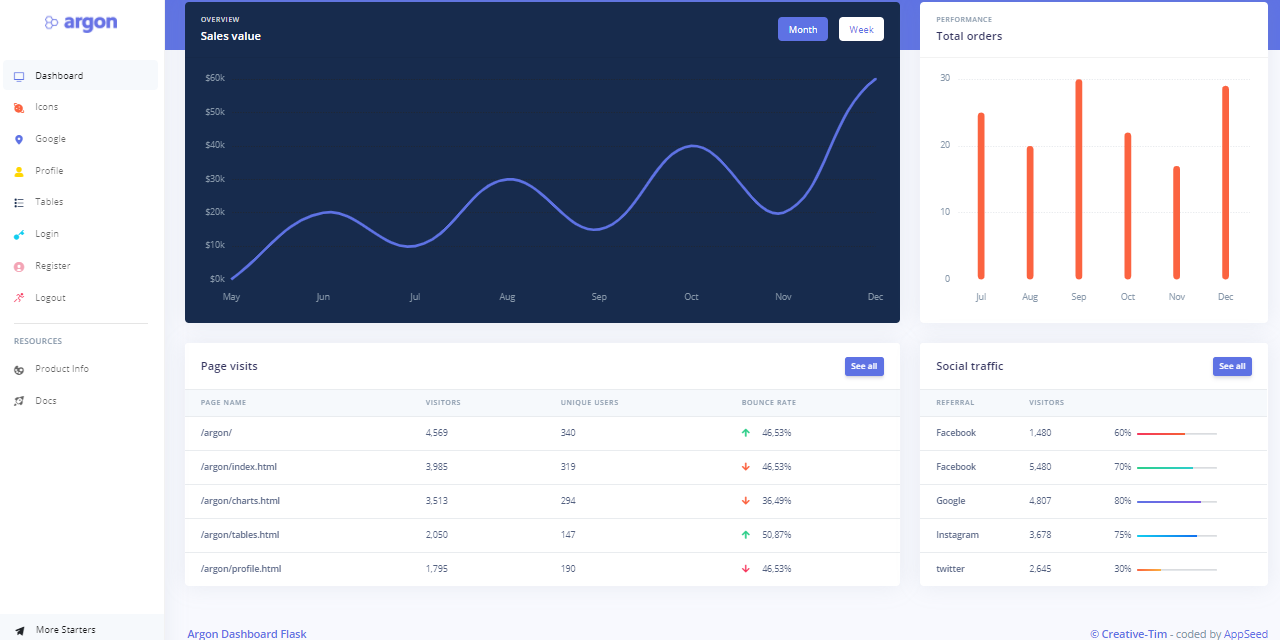 argon
Dashboard
Icons
Google
Profile
Tables
Login
Register
Logout
RESOURCES
Product Info
Docs
More Starters
OVERVIEW
Sales value
Month
Week
$60k
$50k
$40k
$30k
$20k
$10k
$0k
May Jun Jul Aug Sep Oct Nov Dec
PERFORMANCE
Total orders
30
20
10
0
Jul Aug Sep Oct Nov Dec
Page visits
See all
PAGE NAME VISITORS UNIQUE USERS BOUNCE RATE
/argon/ 4,569 340 46,53%
/argon/index.html 3,985 319 46,53%
/argon/charts.html 3,513 294 36,49%
/argon/tables.html 2,050 147 50,87%
/argon/profile.html 1,795 190 46,53%
Social traffic
See all
REFERRAL VISITORS
Facebook 1,480 60%
Facebook 5,480 70%
Google 4,807 80%
Instagram 3,678 75%
twitter 2,645 30%
Argon Dashboard Flask
© Creative-Tim - coded by AppSeed